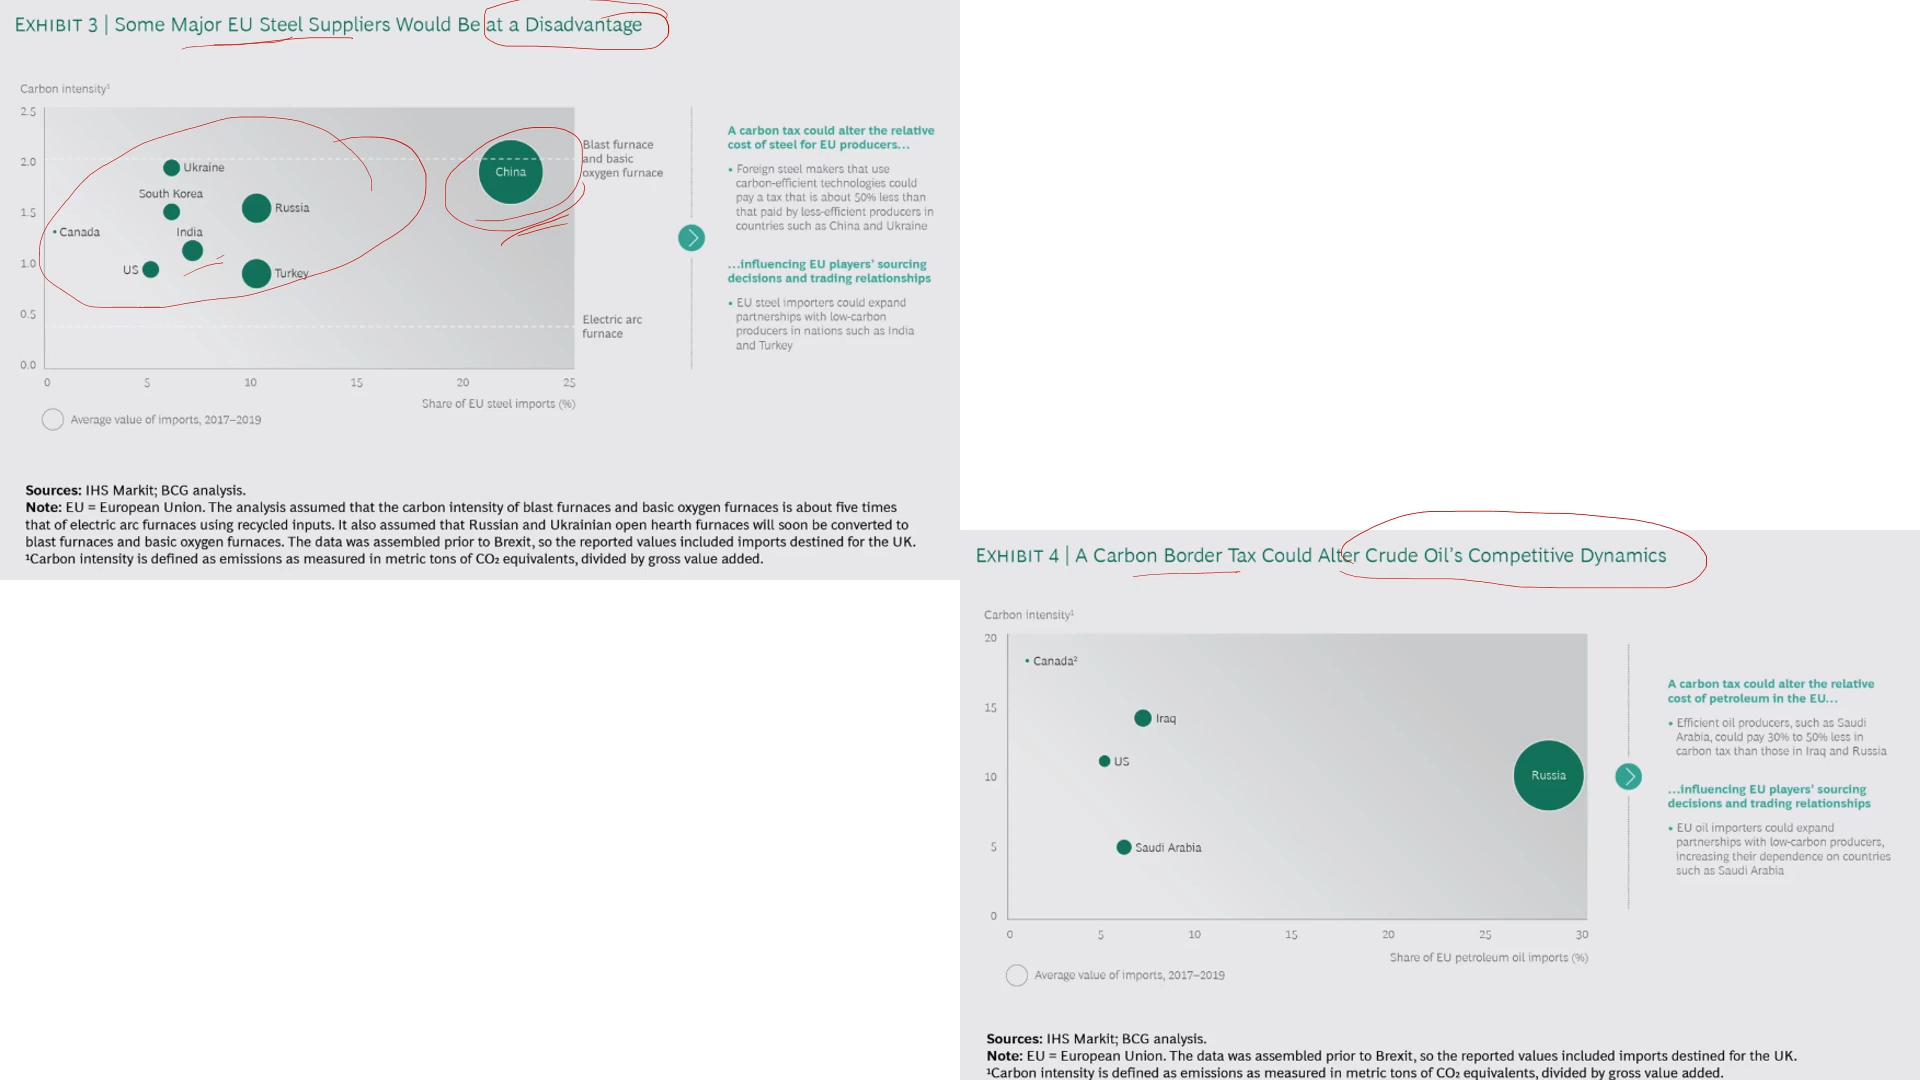 EXHIBIT 3 | Some Major EU Steel Suppliers Would Be at a Disadvantage
Carbon intensity¹
2.5
2.0
1.5
1.0
0.5
0.0
Ukraine
South Korea
Russia
Canada
India
US
Turkey
China
Blast furnace
and basic
oxygen furnace
Electric arc
furnace
0 5 10 15 20 25
Share of EU steel imports (%)
Average value of imports, 2017–2019
A carbon tax could alter the relative
cost of steel for EU producers...
• Foreign steel makers that use
carbon-efficient technologies could
pay a tax that is about 50% less than
that paid by less-efficient producers in
countries such as China and Ukraine
...influencing EU players' sourcing
decisions and trading relationships
• EU steel importers could expand
partnerships with low-carbon
producers in nations such as India
and Turkey
Sources: IHS Markit; BCG analysis.
Note: EU = European Union. The analysis assumed that the carbon intensity of blast furnaces and basic oxygen furnaces is about five times
that of electric arc furnaces using recycled inputs. It also assumed that Russian and Ukrainian open hearth furnaces will soon be converted to
blast furnaces and basic oxygen furnaces. The data was assembled prior to Brexit, so the reported values included imports destined for the UK.
¹Carbon intensity is defined as emissions as measured in metric tons of CO₂ equivalents, divided by gross value added.
EXHIBIT 4 | A Carbon Border Tax Could Alter Crude Oil's Competitive Dynamics
Carbon intensity¹
20
15
10
5
0
Canada²
Iraq
US
Russia
Saudi Arabia
0 5 10 15 20 25 30
Share of EU petroleum oil imports (%)
Average value of imports, 2017–2019
A carbon tax could alter the relative
cost of petroleum in the EU...
• Efficient oil producers, such as Saudi
Arabia, could pay 30% to 50% less in
carbon tax than those in Iraq and Russia
...influencing EU players' sourcing
decisions and trading relationships
• EU oil importers could expand
partnerships with low-carbon producers,
increasing their dependence on countries
such as Saudi Arabia
Sources: IHS Markit; BCG analysis.
Note: EU = European Union. The data was assembled prior to Brexit, so the reported values included imports destined for the UK.
¹Carbon intensity is defined as emissions as measured in metric tons of CO₂ equivalents, divided by gross value added.